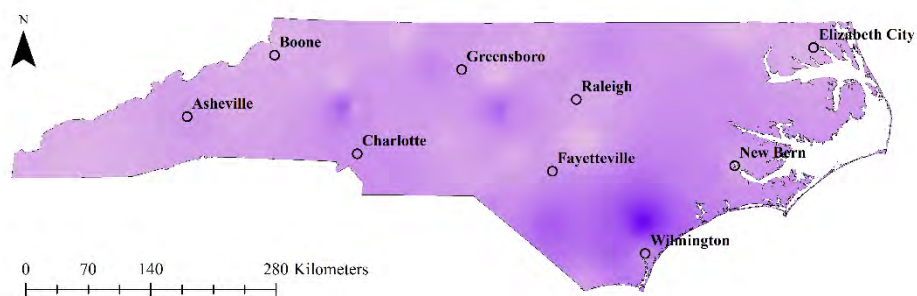 N
Elizabeth City
Boone
Greensboro
Raleigh
Asheville
Charlotte
Fayetteville
New Bern
Wilmington
0 70 140 280 Kilometers